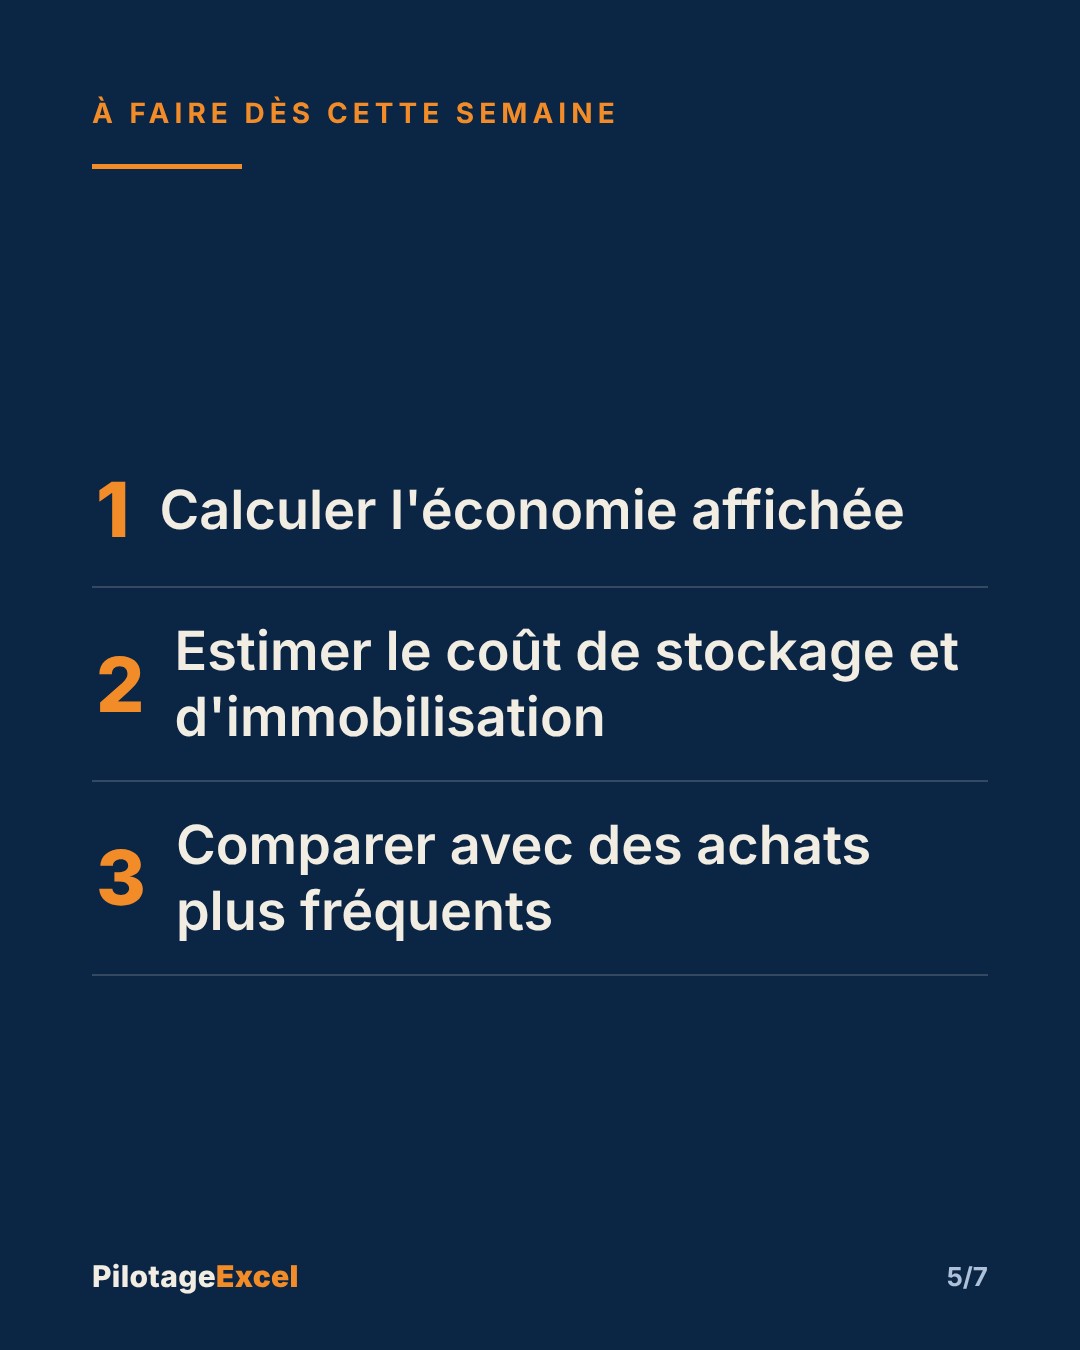 À FAIRE DÈS CETTE SEMAINE
1 Calculer l'économie affichée
2 Estimer le coût de stockage et
d'immobilisation
3 Comparer avec des achats
plus fréquents
PilotageExcel
5/7